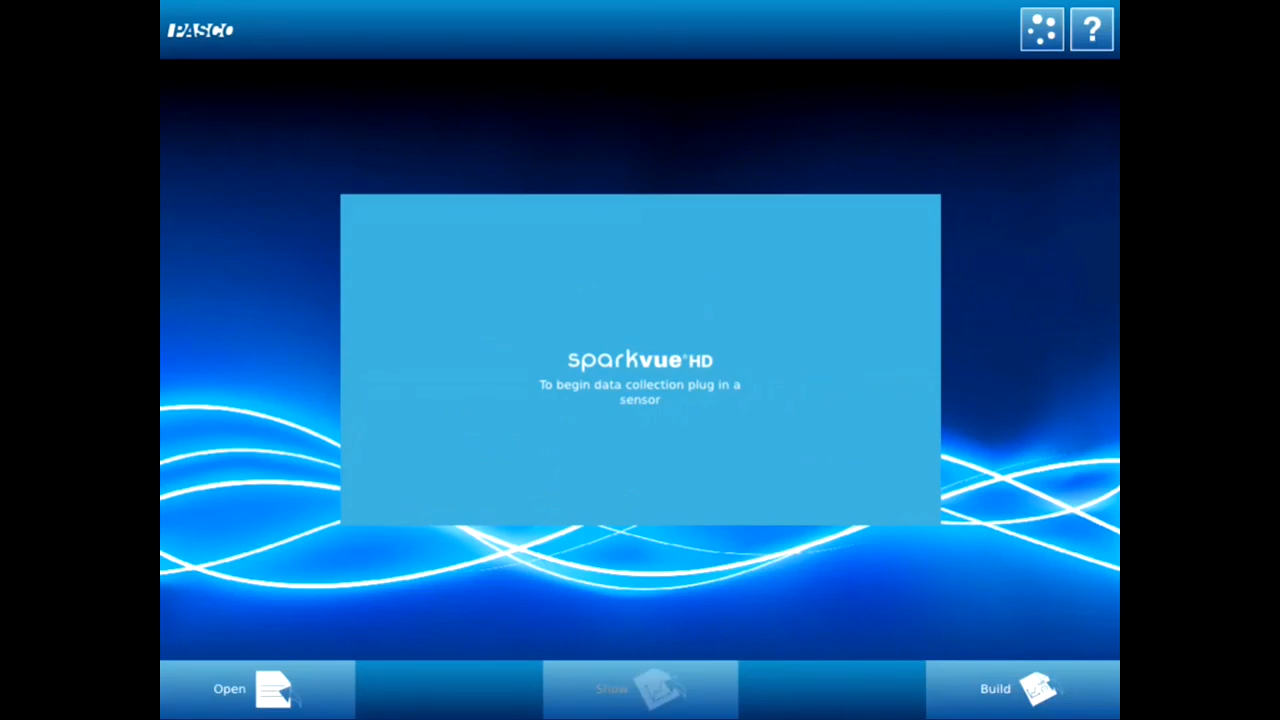 PASCO
?
sparkvue®HD
To begin data collection plug in a
sensor
Open
Show
Build